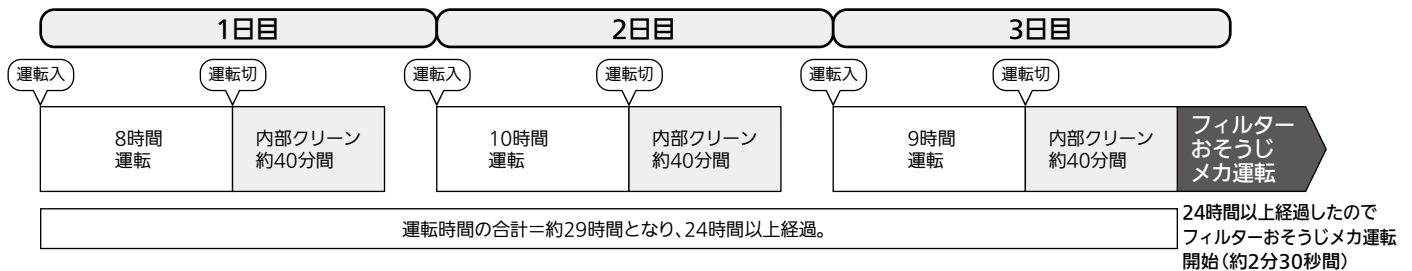 1日目
2日目
3日目
運転入
運転切
運転入
運転切
運転入
運転切
8時間
運転
内部クリーン
約40分間
10時間
運転
内部クリーン
約40分間
9時間
運転
内部クリーン
約40分間
フィルター
おそうじ
メカ運転
運転時間の合計=約29時間となり、24時間以上経過。
24時間以上経過したので
フィルターおそうじメカ運転
開始(約2分30秒間)